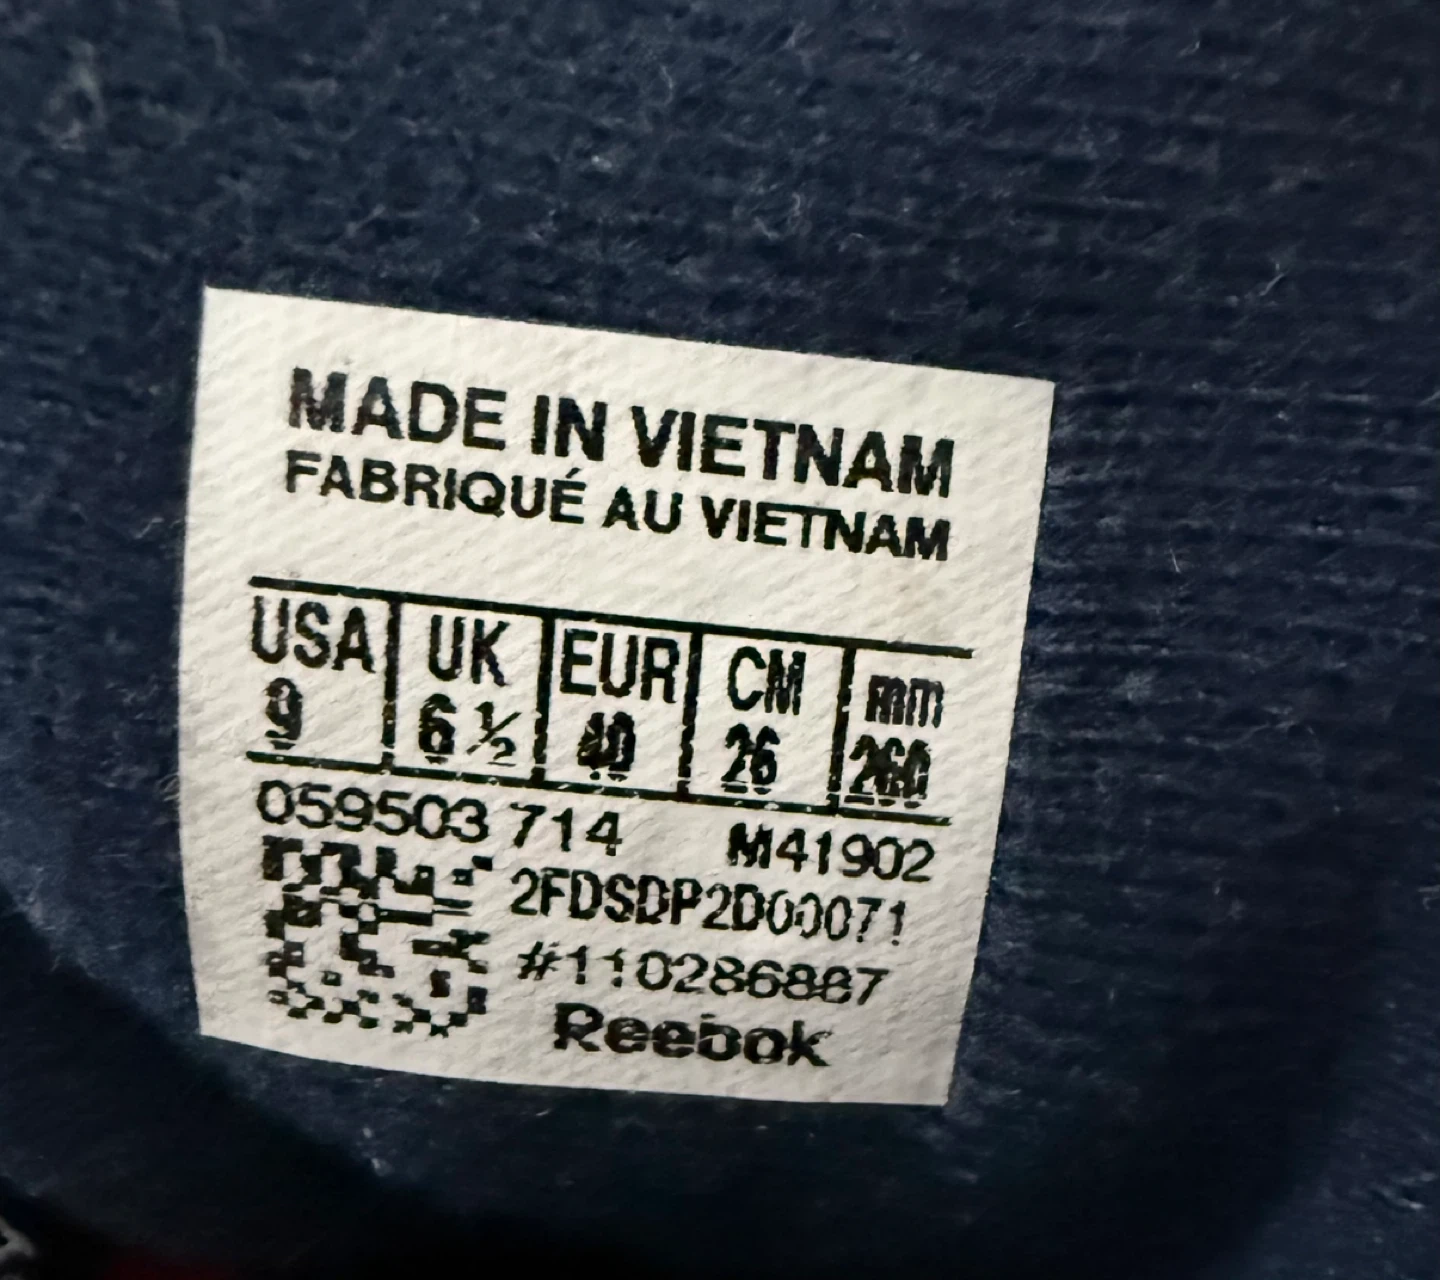 MADE IN VIETNAM
FABRIQUÉ AU VIETNAM
USA UK EUR CM mm
9 6 ½ 40 26 260
059503 714 M41902
2FDSDP2D00071
#110286887
Reebok